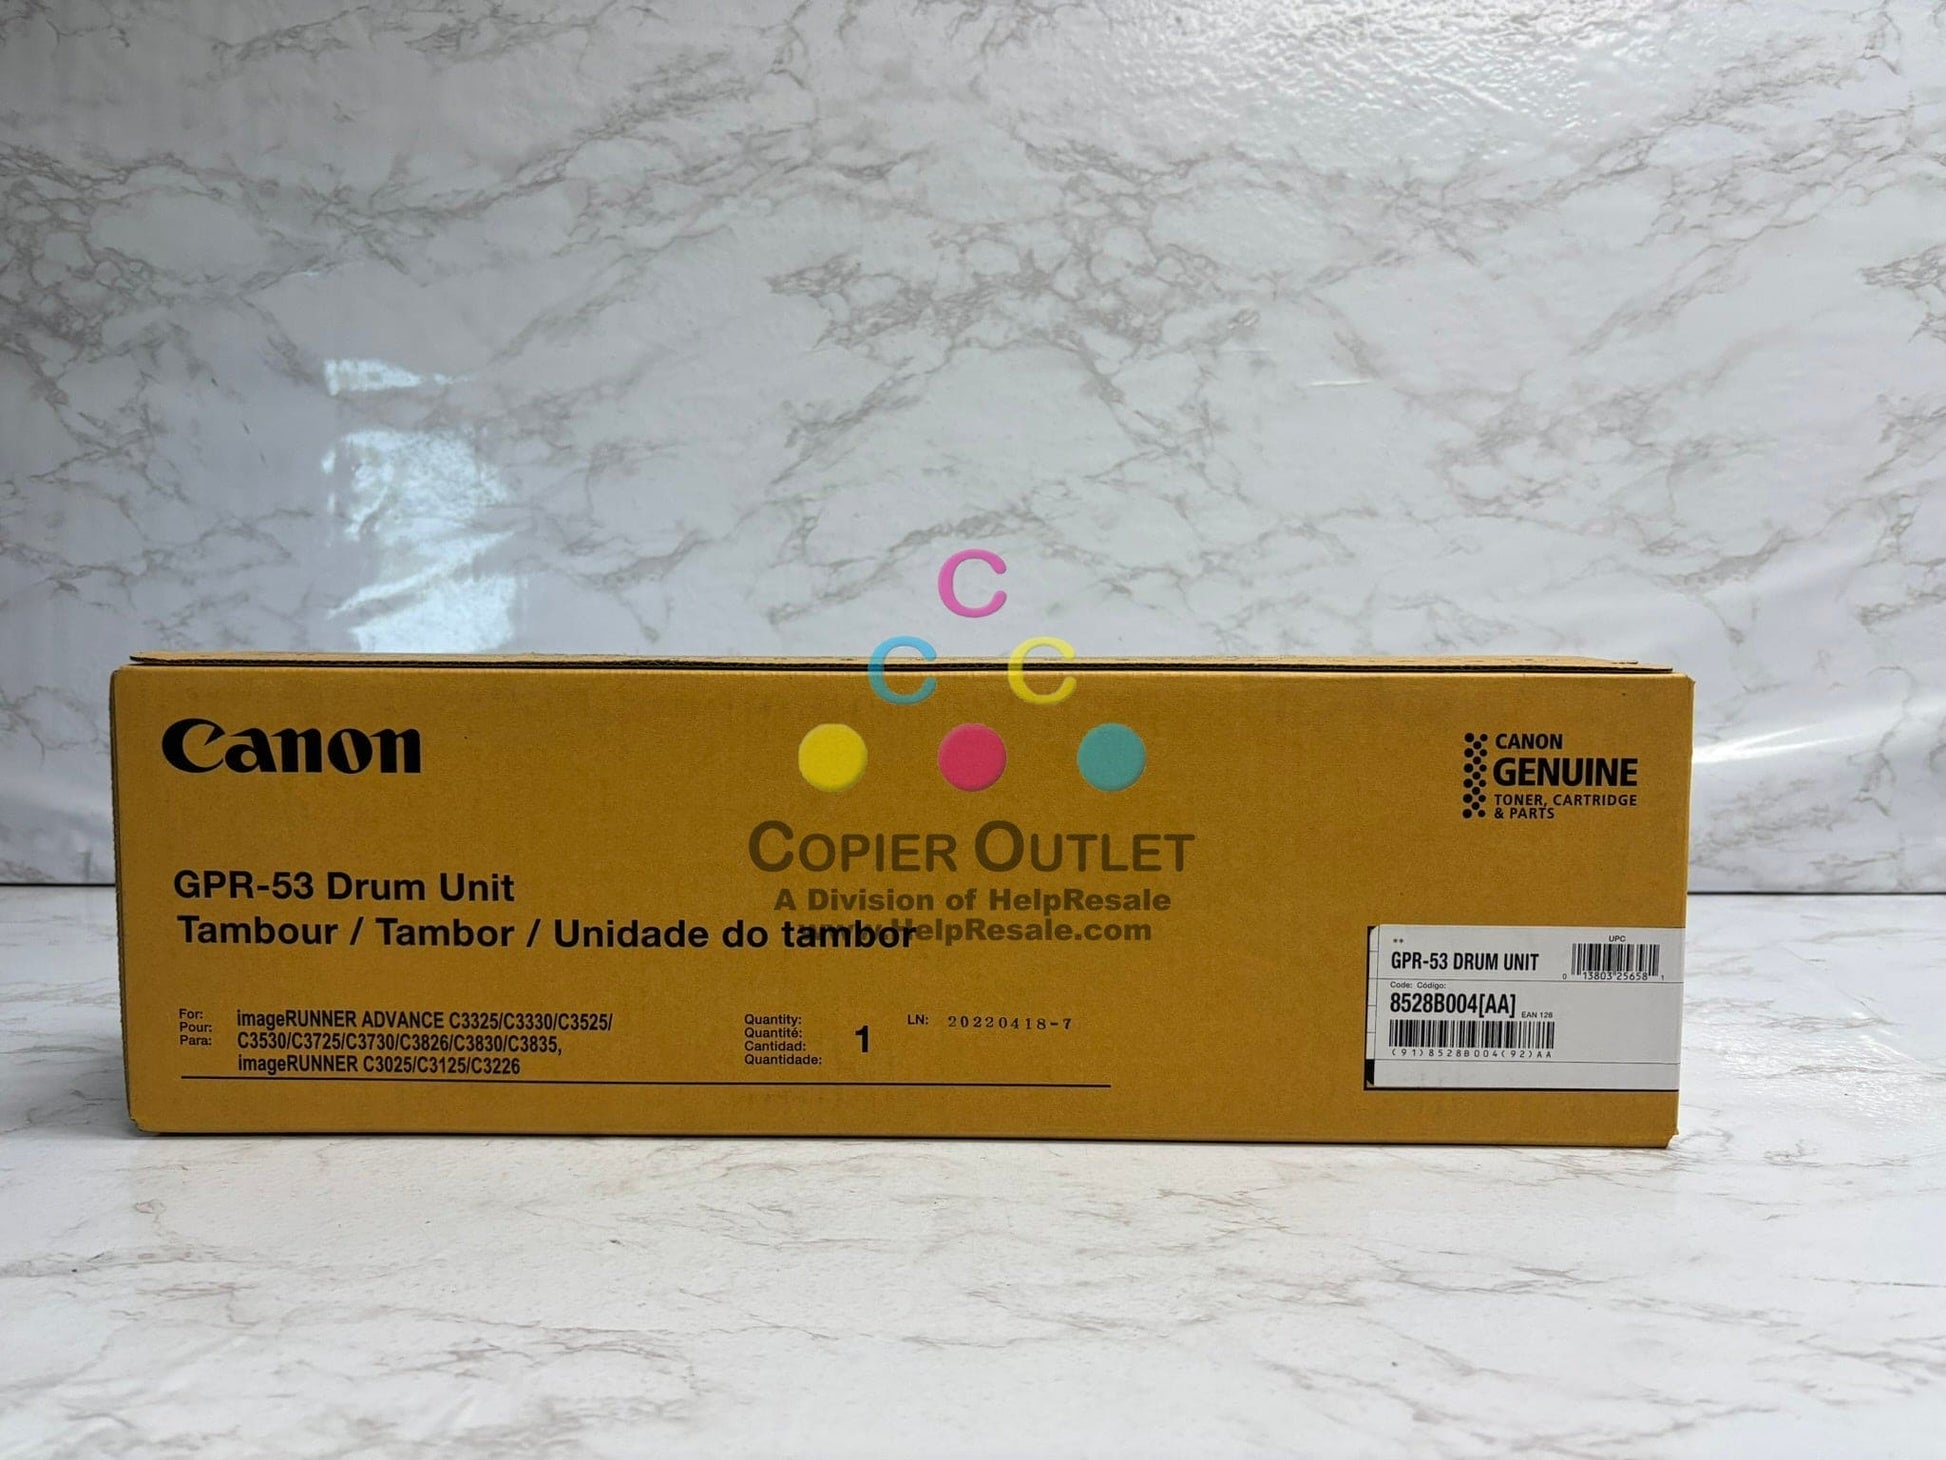 C
C C
Canon
CANON
GENUINE
TONER, CARTRIDGE
& PARTS
COPIER OUTLET
A Division of HelpResale
www.HelpResale.com
GPR-53 Drum Unit
Tambour / Tambor / Unidade do tambor
For:
Pour:
Para:
imageRUNNER ADVANCE C3325/C3330/C3525/
C3530/C3725/C3730/C3826/C3830/C3835,
imageRUNNER C3025/C3125/C3226
Quantity:
Quantité:
Cantidad:
Quantidade:
1
LN: 20220418-7
**
GPR-53 DRUM UNIT
UPC
0 13803 25658 1
Code: Código:
8528B004[AA]
EAN 128
(91)8528B004(92)AA